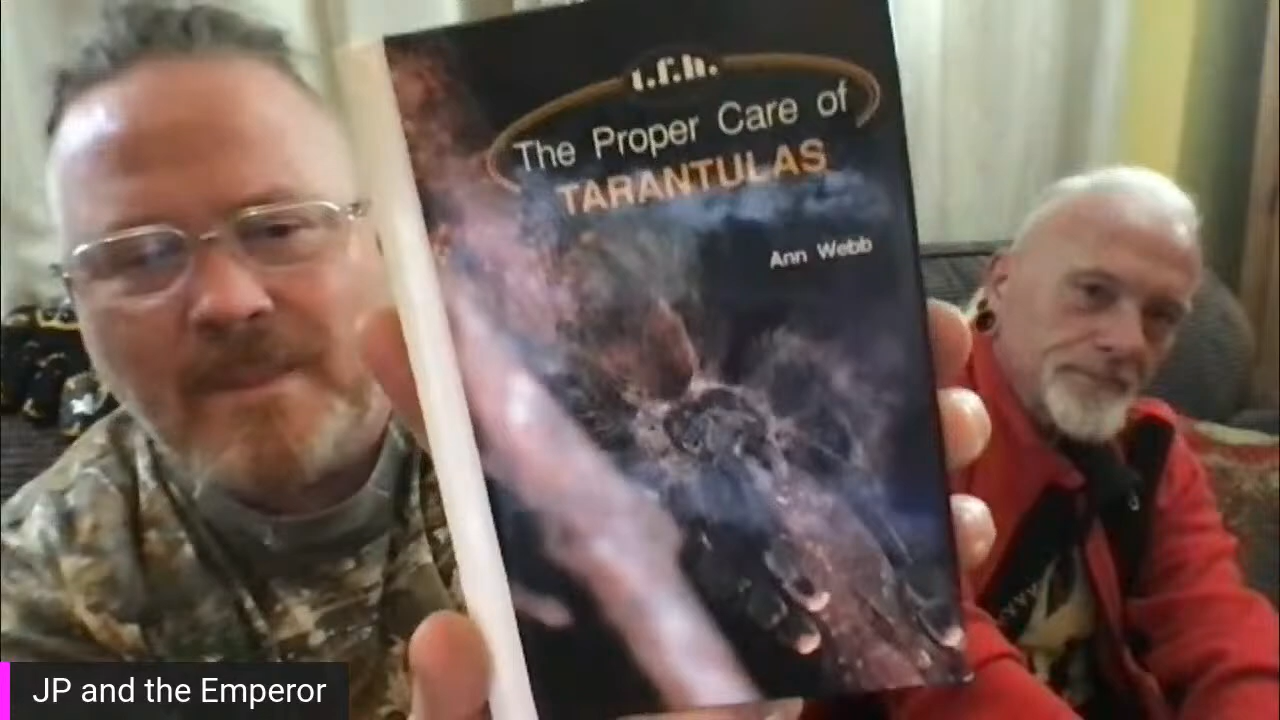 t.f.h.
The Proper Care of
TARANTULAS
Ann Webb
JP and the Emperor